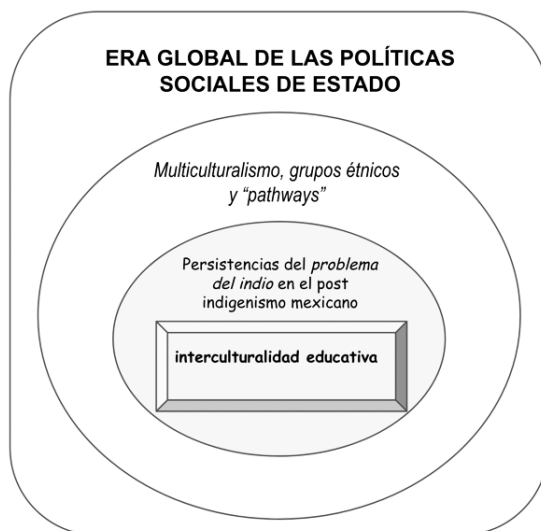 ERA GLOBAL DE LAS POLÍTICAS
SOCIALES DE ESTADO
Multiculturalismo, grupos étnicos
y “pathways”
Persistencias del problema
del indio en el post
indigenismo mexicano
interculturalidad educativa